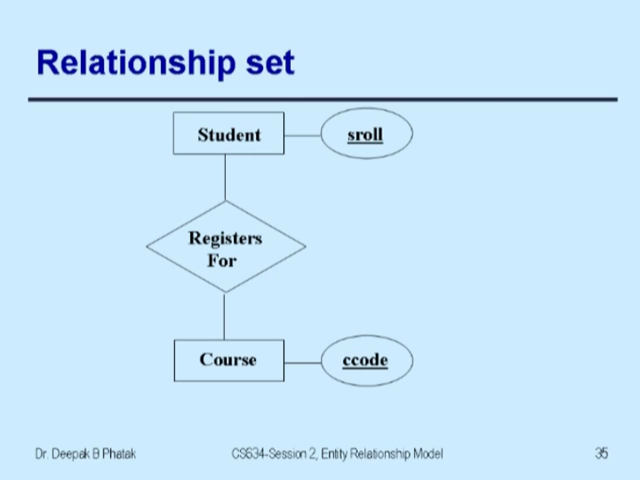 Relationship set
Student
sroll
Registers
For
Course
ccode
Dr. Deepak B Phatak
CS634-Session 2, Entity Relationship Model
35